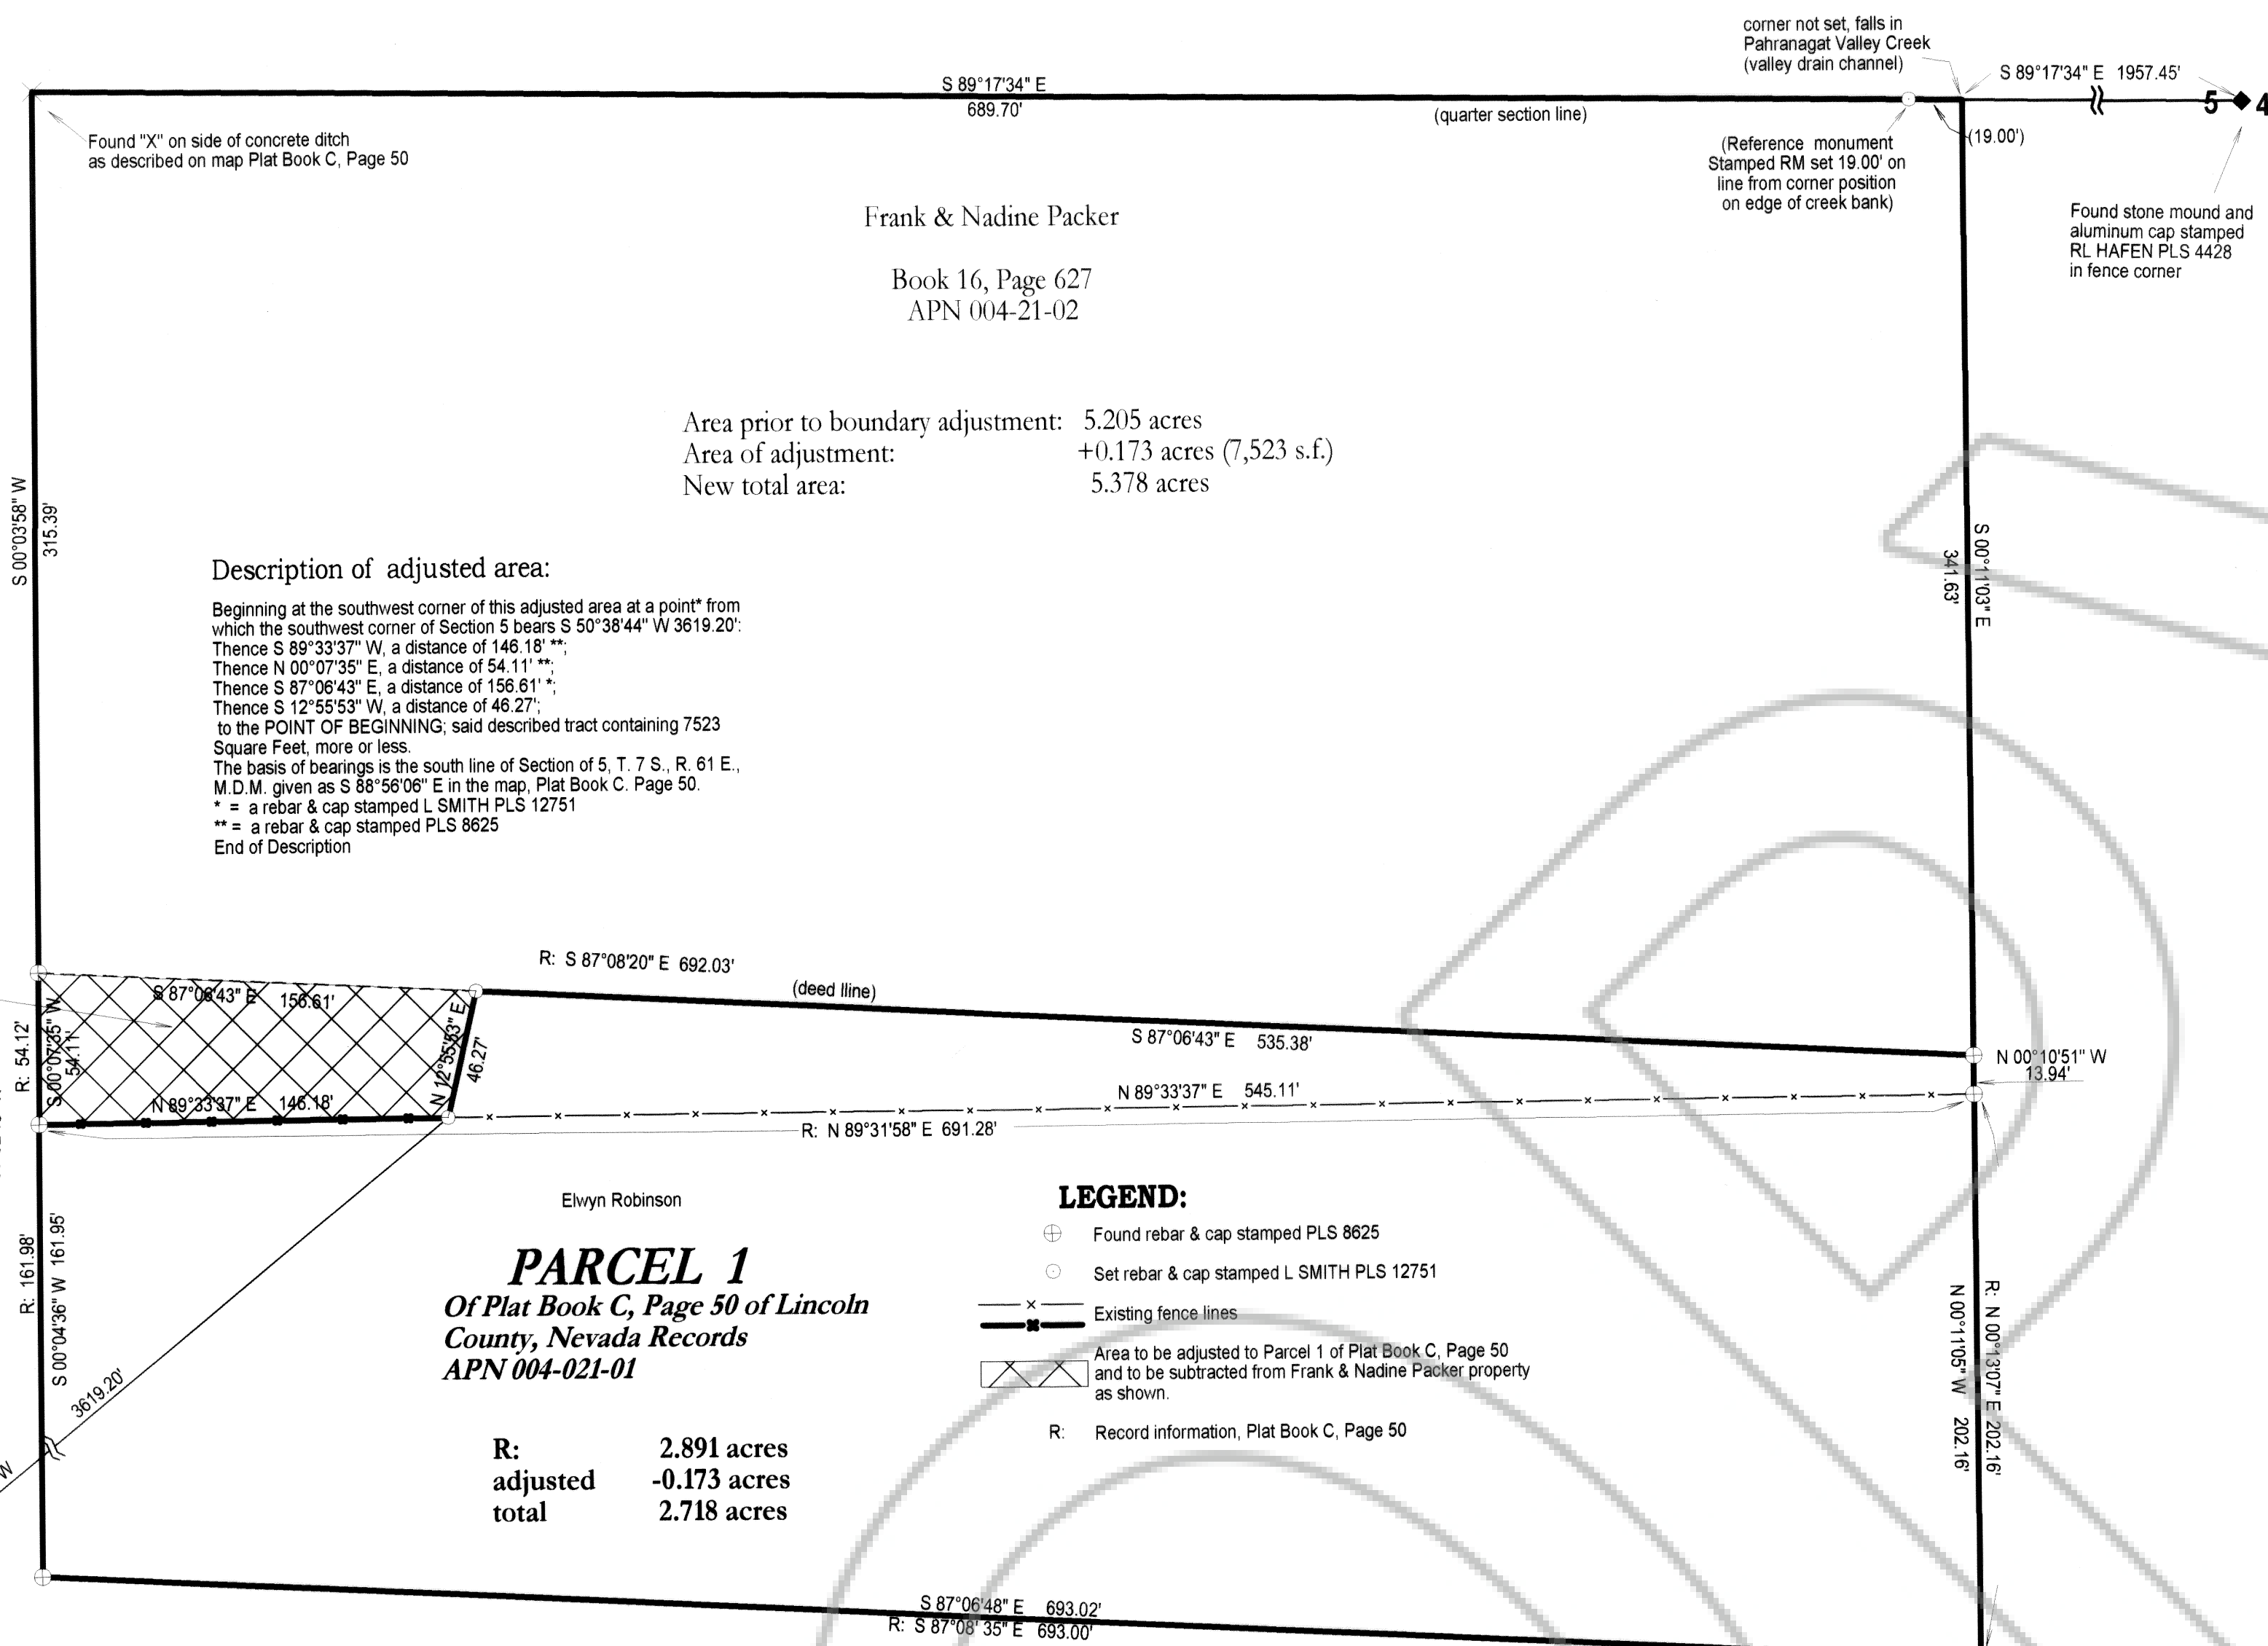 corner not set, falls in
Pahranagat Valley Creek
(valley drain channel)
S 89°17'34" E 1957.45'
S 89°17'34" E
689.70'
(quarter section line)
5 4
(19.00')
Found "X" on side of concrete ditch
as described on map Plat Book C, Page 50
(Reference monument
Stamped RM set 19.00' on
line from corner position
on edge of creek bank)
Found stone mound and
aluminum cap stamped
RL HAFEN PLS 4428
in fence corner
Frank & Nadine Packer
Book 16, Page 627
APN 004-21-02
Area prior to boundary adjustment: 5.205 acres
Area of adjustment: +0.173 acres (7,523 s.f.)
New total area: 5.378 acres
S 00°03'58" W
315.39'
S 00°11'03" E
341.63'
Description of adjusted area:
Beginning at the southwest corner of this adjusted area at a point* from
which the southwest corner of Section 5 bears S 50°38'44" W 3619.20':
Thence S 89°33'37" W, a distance of 146.18' **;
Thence N 00°07'35" E, a distance of 54.11' **;
Thence S 87°06'43" E, a distance of 156.61' *;
Thence S 12°55'53" W, a distance of 46.27';
to the POINT OF BEGINNING; said described tract containing 7523
Square Feet, more or less.
The basis of bearings is the south line of Section of 5, T. 7 S., R. 61 E.,
M.D.M. given as S 88°56'06" E in the map, Plat Book C. Page 50.
* = a rebar & cap stamped L SMITH PLS 12751
** = a rebar & cap stamped PLS 8625
End of Description
R: S 87°08'20" E 692.03'
(deed lline)
S 87°06'43" E 156.61'
S 87°06'43" E 535.38'
R: 54.12'
S 00°07'35" W
54.11'
N 12°55'53" E
46.27'
N 00°10'51" W
13.94'
N 89°33'37" E 146.18'
N 89°33'37" E 545.11'
R: N 89°31'58" E 691.28'
Elwyn Robinson
PARCEL 1
Of Plat Book C, Page 50 of Lincoln
County, Nevada Records
APN 004-021-01
R: 2.891 acres
adjusted -0.173 acres
total 2.718 acres
LEGEND:
Found rebar & cap stamped PLS 8625
Set rebar & cap stamped L SMITH PLS 12751
Existing fence lines
Area to be adjusted to Parcel 1 of Plat Book C, Page 50
and to be subtracted from Frank & Nadine Packer property
as shown.
R: Record information, Plat Book C, Page 50
R: 161.98'
S 00°04'36" W 161.95'
3619.20'
W
N 00°11'05" W 202.16'
R: N 00°13'07" E 202.16'
S 87°06'48" E 693.02'
R: S 87°08' 35" E 693.00'